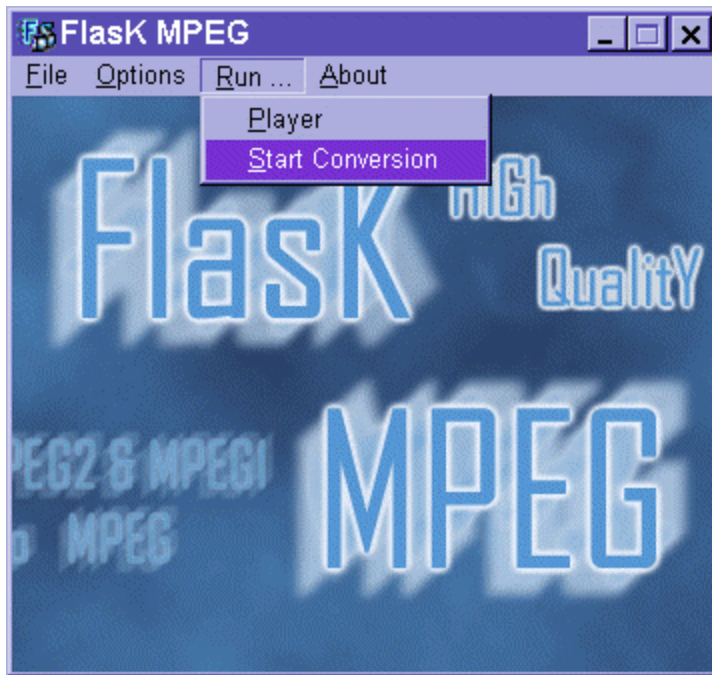 FlasK MPEG
File Options Run ... About
Player
Start Conversion
FlasK
HiGh
QualitY
PEG2 & MPEG1
o MPEG
MPEG